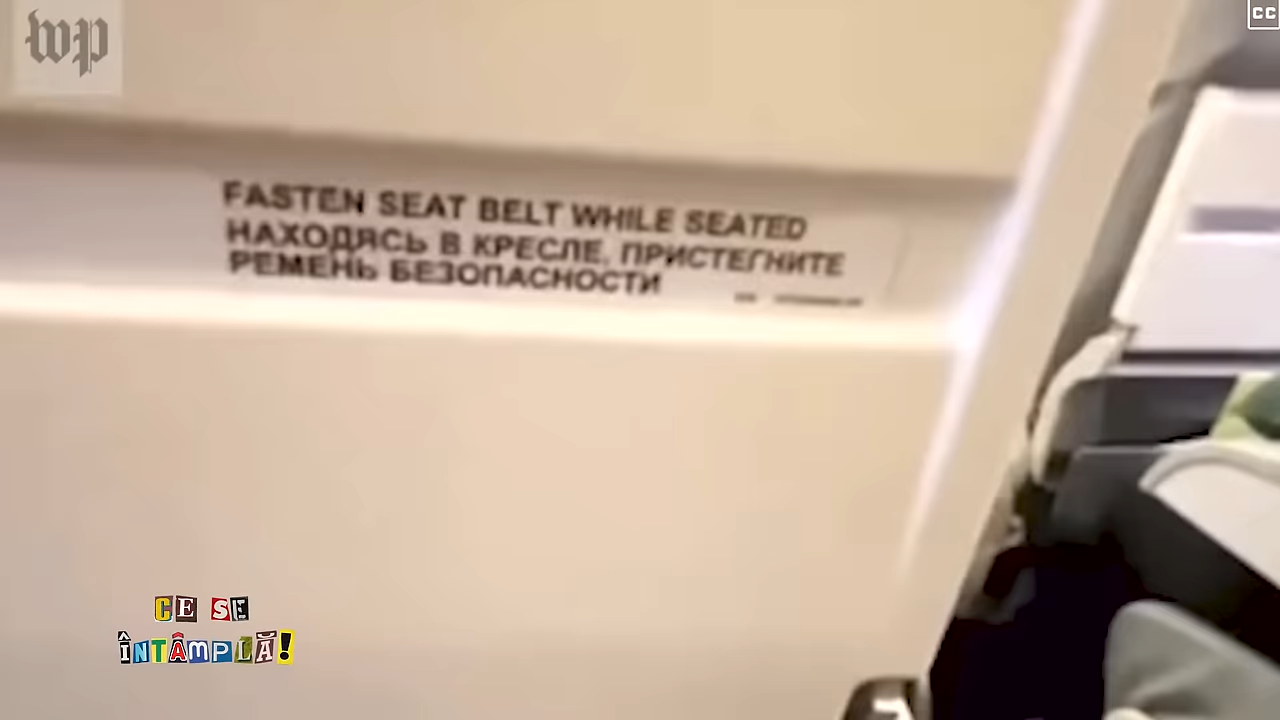 wp
CC
FASTEN SEAT BELT WHILE SEATED
НАХОДЯСЬ В КРЕСЛЕ, ПРИСТЕГНИТЕ
РЕМЕНЬ БЕЗОПАСНОСТИ
CE SE
ÎNTÂMPLĂ!